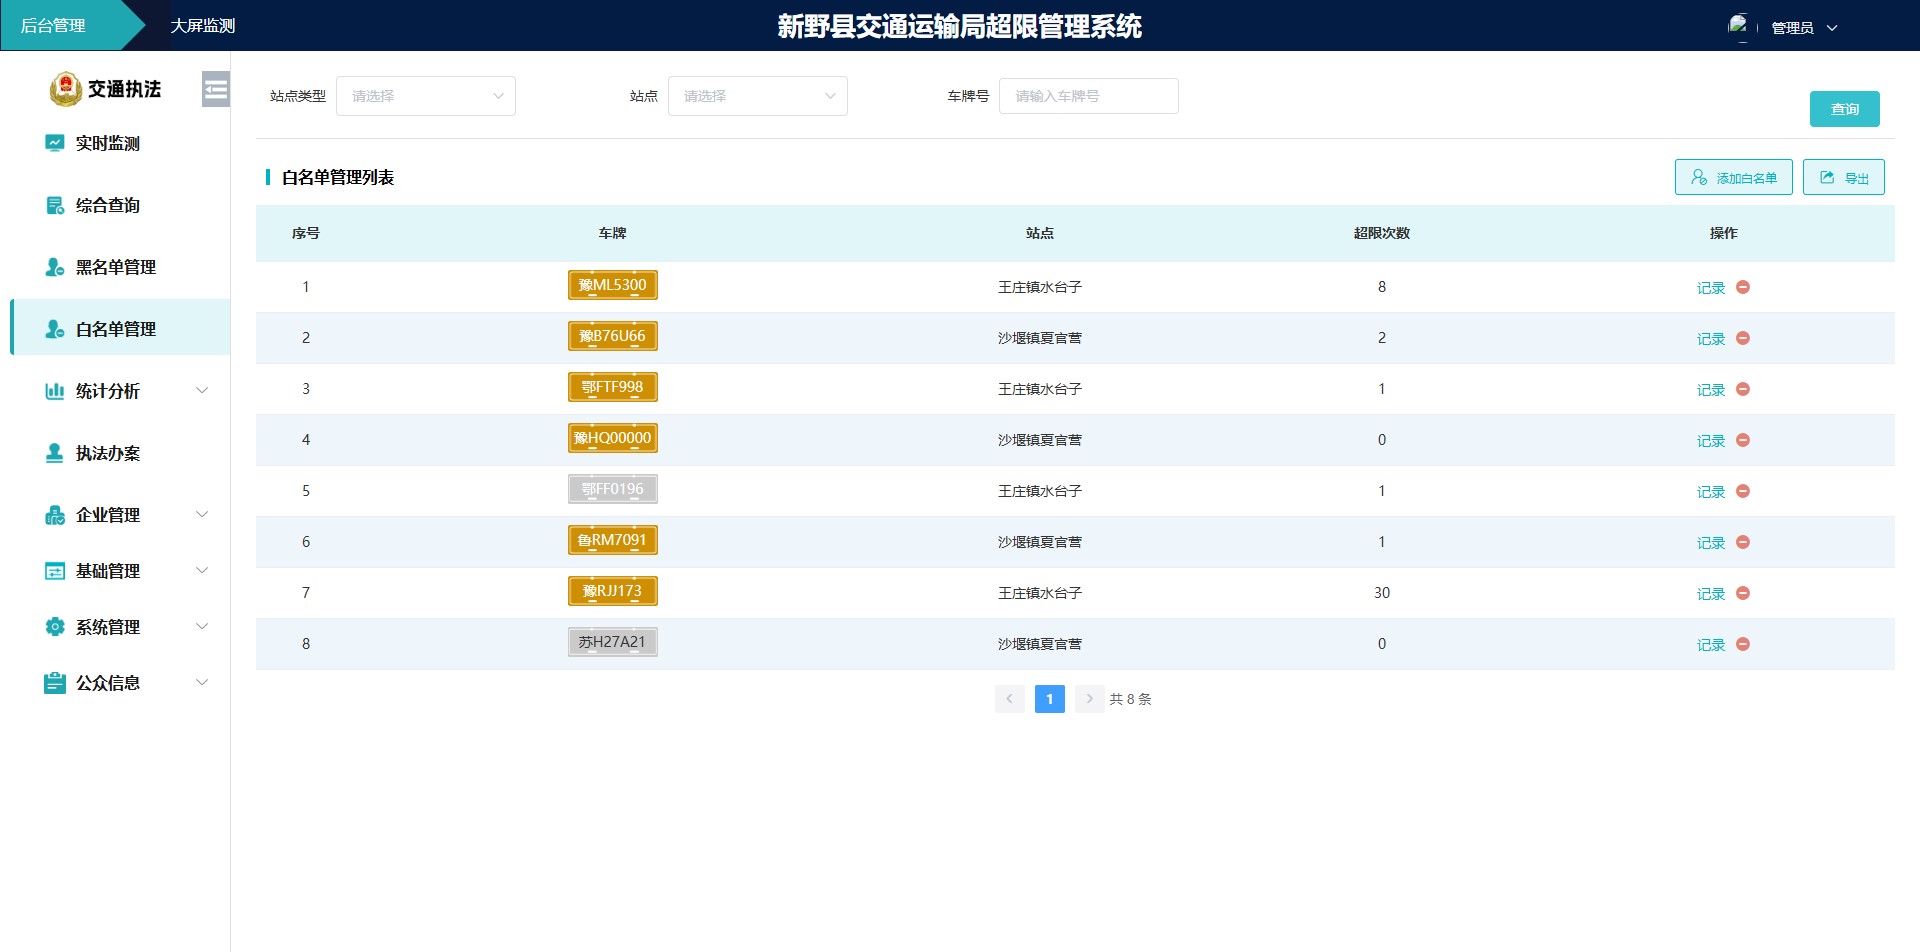 后台管理 大屏监测 新野县交通运输局超限管理系统 管理员
交通执法
实时监测
综合查询
黑名单管理
白名单管理
统计分析
执法办案
企业管理
基础管理
系统管理
公众信息
站点类型 请选择 站点 请选择 车牌号 请输入车牌号 查询
白名单管理列表 添加白名单 导出
序号 车牌 站点 超限次数 操作
1 豫ML5300 王庄镇水台子 8 记录
2 豫B76U66 沙堰镇夏官营 2 记录
3 鄂FTF998 王庄镇水台子 1 记录
4 豫HQ00000 沙堰镇夏官营 0 记录
5 鄂FF0196 王庄镇水台子 1 记录
6 鲁RM7091 沙堰镇夏官营 1 记录
7 豫RJJ173 王庄镇水台子 30 记录
8 苏H27A21 沙堰镇夏官营 0 记录
1 共 8 条